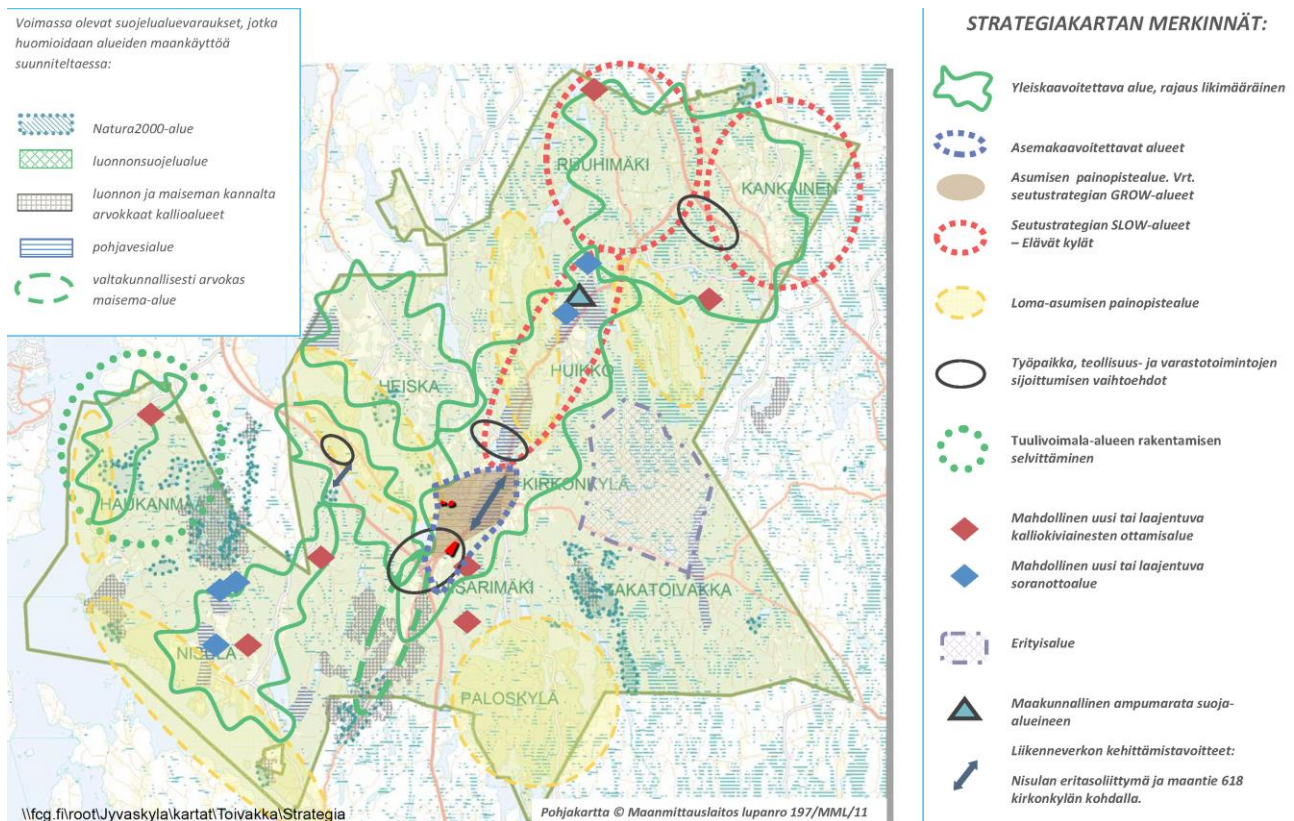 Voimassa olevat suojelualuevaraukset, jotka
huomioidaan alueiden maankäyttöä
suunniteltaessa:
Natura2000-alue
luonnonsuojelualue
luonnon ja maiseman kannalta
arvokkaat kallioalueet
pohjavesialue
valtakunnallisesti arvokas
maisema-alue
RUUHIMÄKI
KANKAINEN
HEISKA
HUIKKO
KIRKONKYLÄ
HAUKANMAA
SARIMÄKI
TAKATOIVAKKA
NISULA
PALOSKYLÄ
\\fcg.fi\root\Jyvaskyla\kartat\Toivakka\Strategia
Pohjakartta © Maanmittauslaitos lupanro 197/MML/11
STRATEGIAKARTAN MERKINNÄT:
Yleiskaavoitettava alue, rajaus likimääräinen
Asemakaavoitettavat alueet
Asumisen painopistealue. Vrt.
seutustrategian GROW-alueet
Seutustrategian SLOW-alueet
– Elävät kylät
Loma-asumisen painopistealue
Työpaikka, teollisuus- ja varastotoimintojen
sijoittumisen vaihtoehdot
Tuulivoimala-alueen rakentamisen
selvittäminen
Mahdollinen uusi tai laajentuva
kalliokiviainesten ottamisalue
Mahdollinen uusi tai laajentuva
soranottoalue
Erityisalue
Maakunnallinen ampumarata suoja-
alueineen
Liikenneverkon kehittämistavoitteet:
Nisulan eritasoliittymä ja maantie 618
kirkonkylän kohdalla.